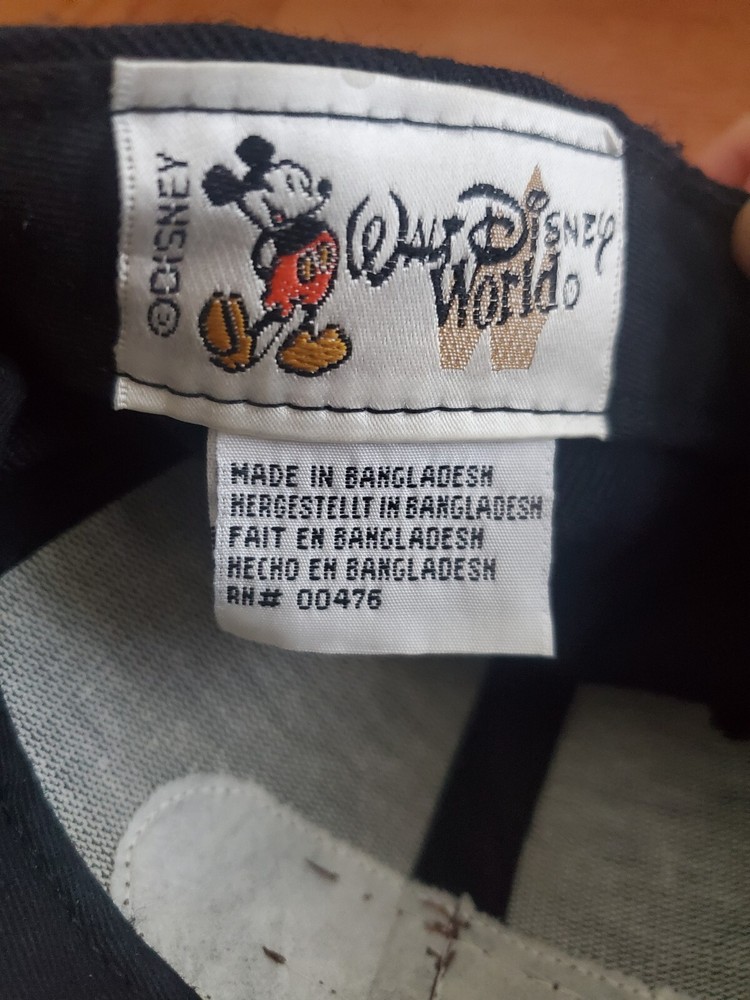 ©DISNEY
WALT DISNEY
World
MADE IN BANGLADESH
HERGESTELLT IN BANGLADESH
FAIT EN BANGLADESH
HECHO EN BANGLADESH
RN# 00476